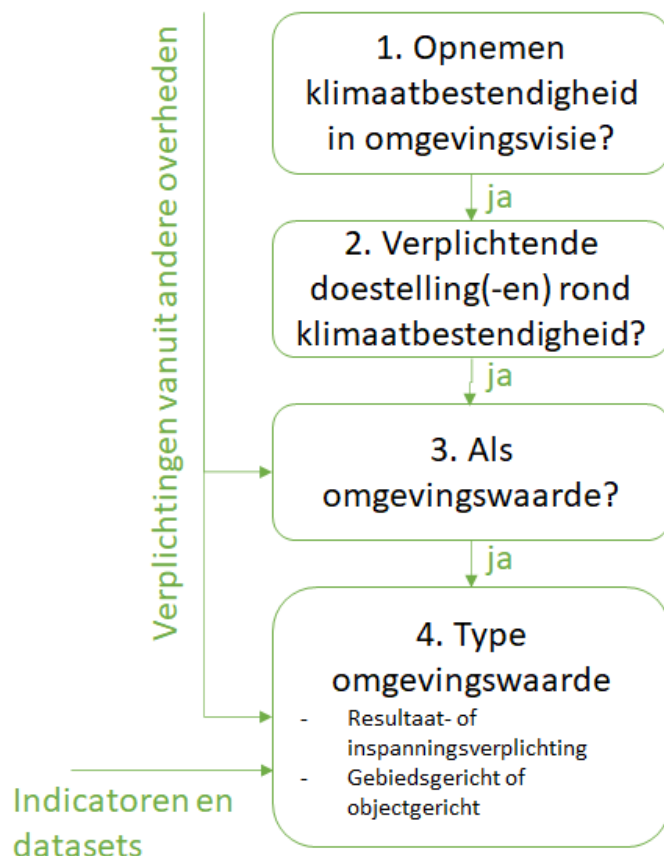 Verplichtingen vanuit andere overheden
1. Opnemen
klimaatbestendigheid
in omgevingsvisie?
ja
2. Verplichtende
doestelling(-en) rond
klimaatbestendigheid?
ja
3. Als
omgevingswaarde?
ja
4. Type
omgevingswaarde
- Resultaat- of
inspanningsverplichting
- Gebiedsgericht of
objectgericht
Indicatoren en
datasets